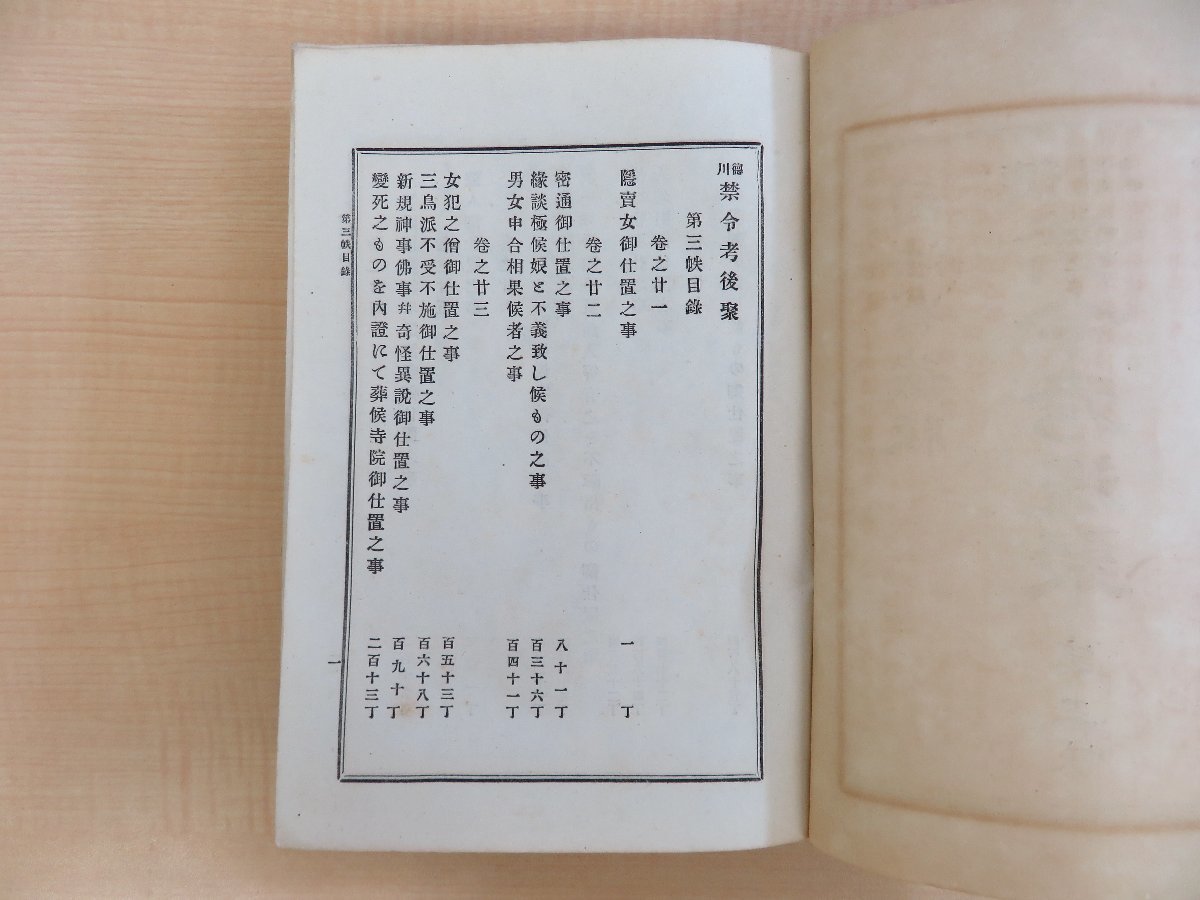 德川禁令考後聚
第三帙目錄
卷之廿一
隱賣女御仕置之事 一丁
卷之廿二
密通御仕置之事 八十一丁
緣談極候娘と不義致し候もの之事 百三十六丁
男女申合相果候者之事 百四十一丁
卷之廿三
女犯之僧御仕置之事 百五十三丁
三鳥派不受不施御仕置之事 百六十八丁
新規神事佛事幷奇怪異說御仕置之事 百九十丁
變死之ものを內證にて葬候寺院御仕置之事 二百十三丁
第三帙目錄
一